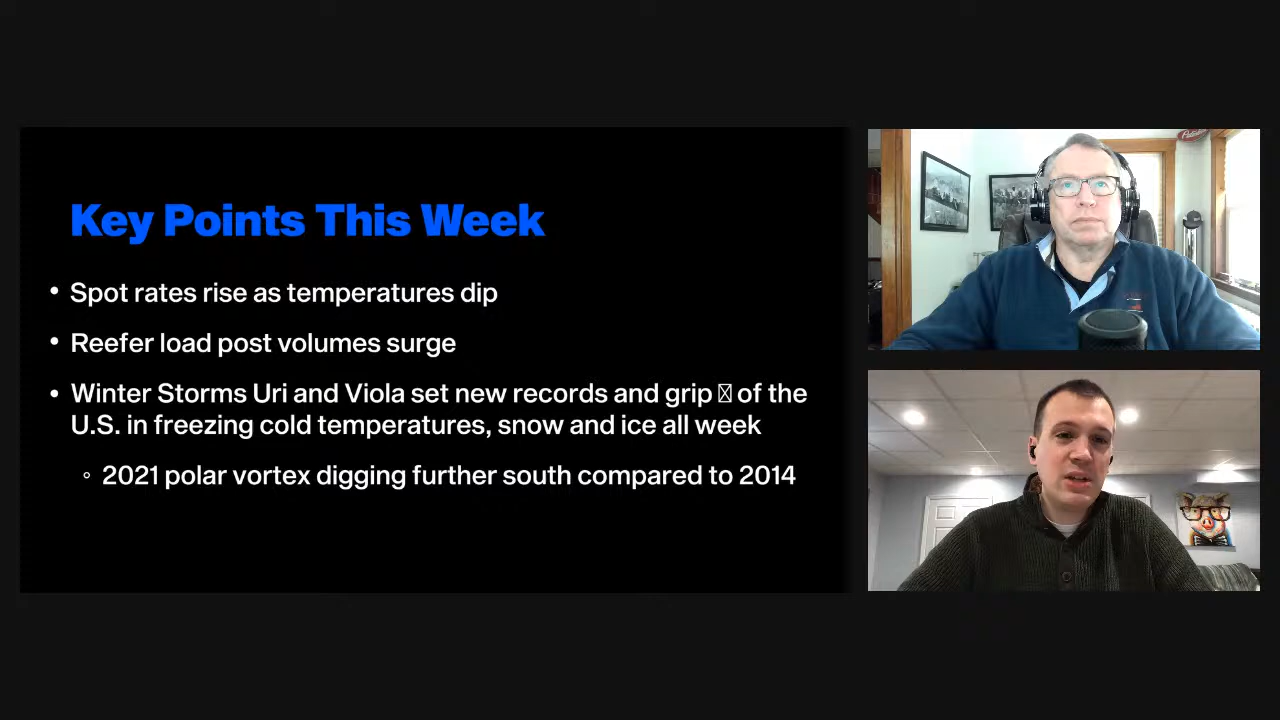 Key Points This Week
• Spot rates rise as temperatures dip
• Reefer load post volumes surge
• Winter Storms Uri and Viola set new records and grip ☒ of the
U.S. in freezing cold temperatures, snow and ice all week
◦ 2021 polar vortex digging further south compared to 2014